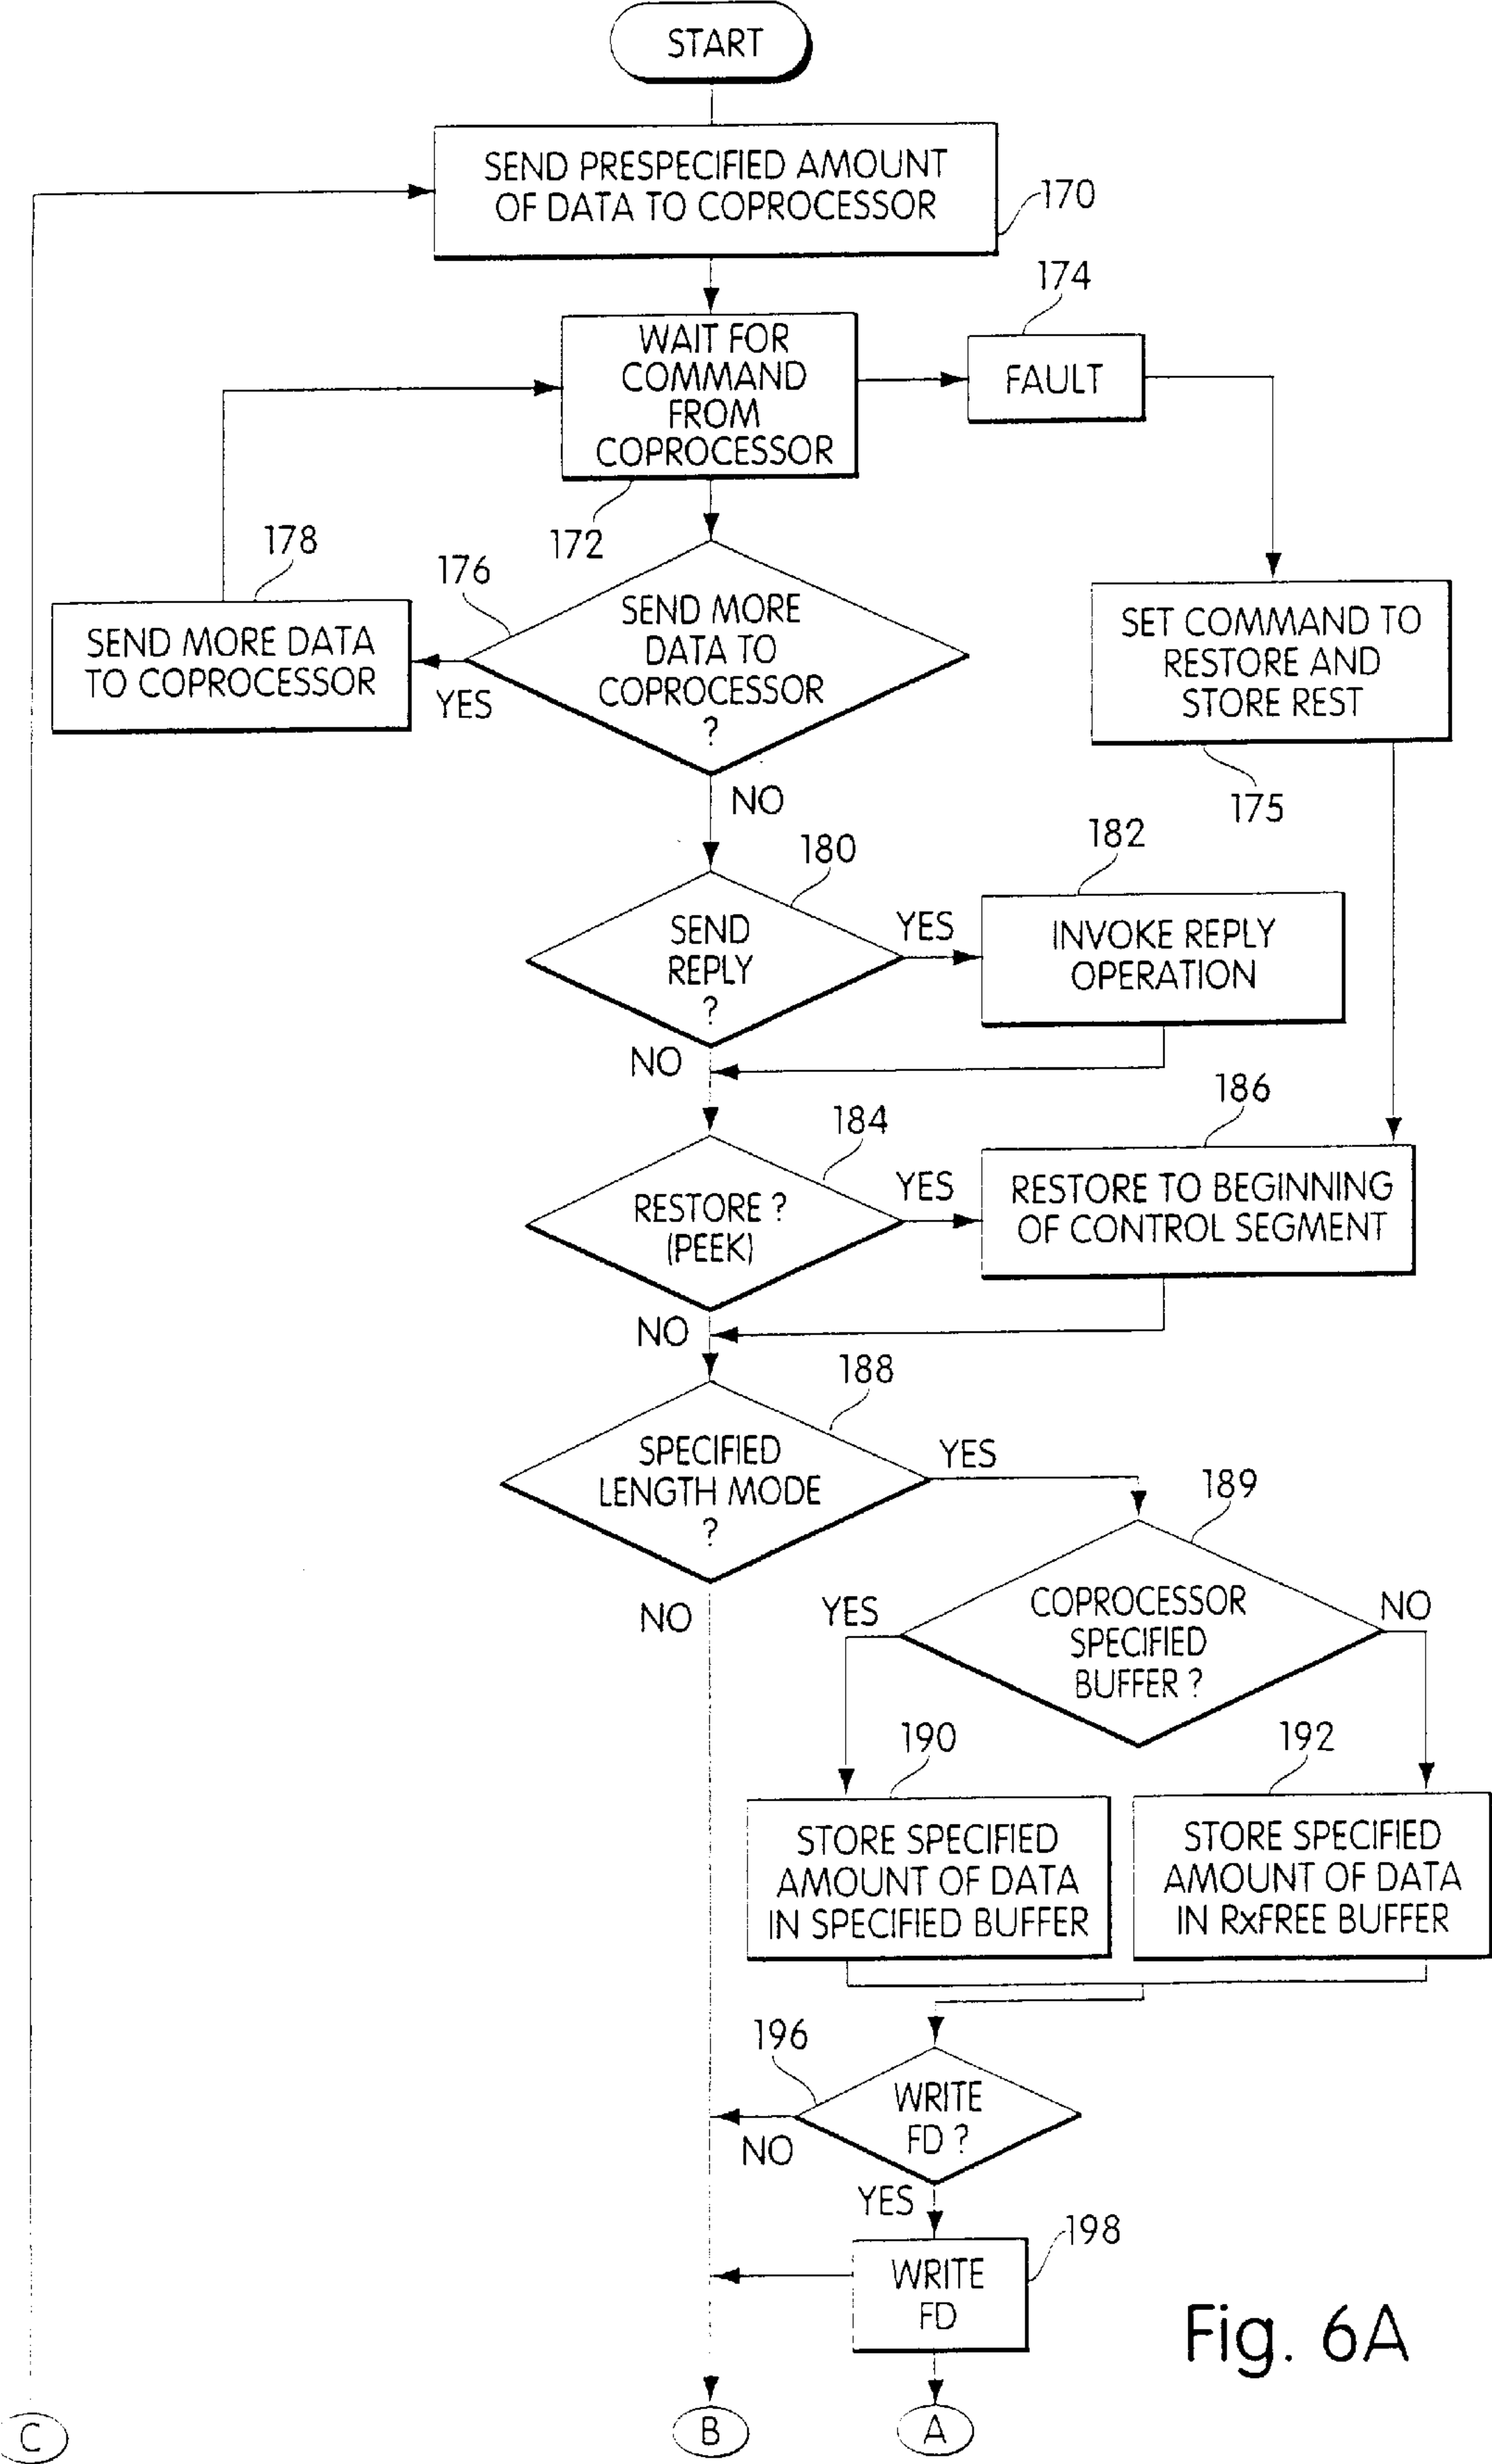 START
SEND PRESPECIFIED AMOUNT
OF DATA TO COPROCESSOR
170
174
WAIT FOR
COMMAND
FROM
COPROCESSOR
FAULT
172
178
176
SEND MORE DATA
TO COPROCESSOR
YES
SEND MORE
DATA TO
COPROCESSOR
?
SET COMMAND TO
RESTORE AND
STORE REST
175
NO
180
182
SEND
REPLY
?
YES
INVOKE REPLY
OPERATION
NO
184
186
RESTORE ?
(PEEK)
YES
RESTORE TO BEGINNING
OF CONTROL SEGMENT
NO
188
SPECIFIED
LENGTH MODE
?
YES
189
NO
YES
COPROCESSOR
SPECIFIED
BUFFER ?
NO
190
192
STORE SPECIFIED
AMOUNT OF DATA
IN SPECIFIED BUFFER
STORE SPECIFIED
AMOUNT OF DATA
IN RxFREE BUFFER
196
WRITE
FD ?
NO
YES
198
WRITE
FD
Fig. 6A
C
B
A